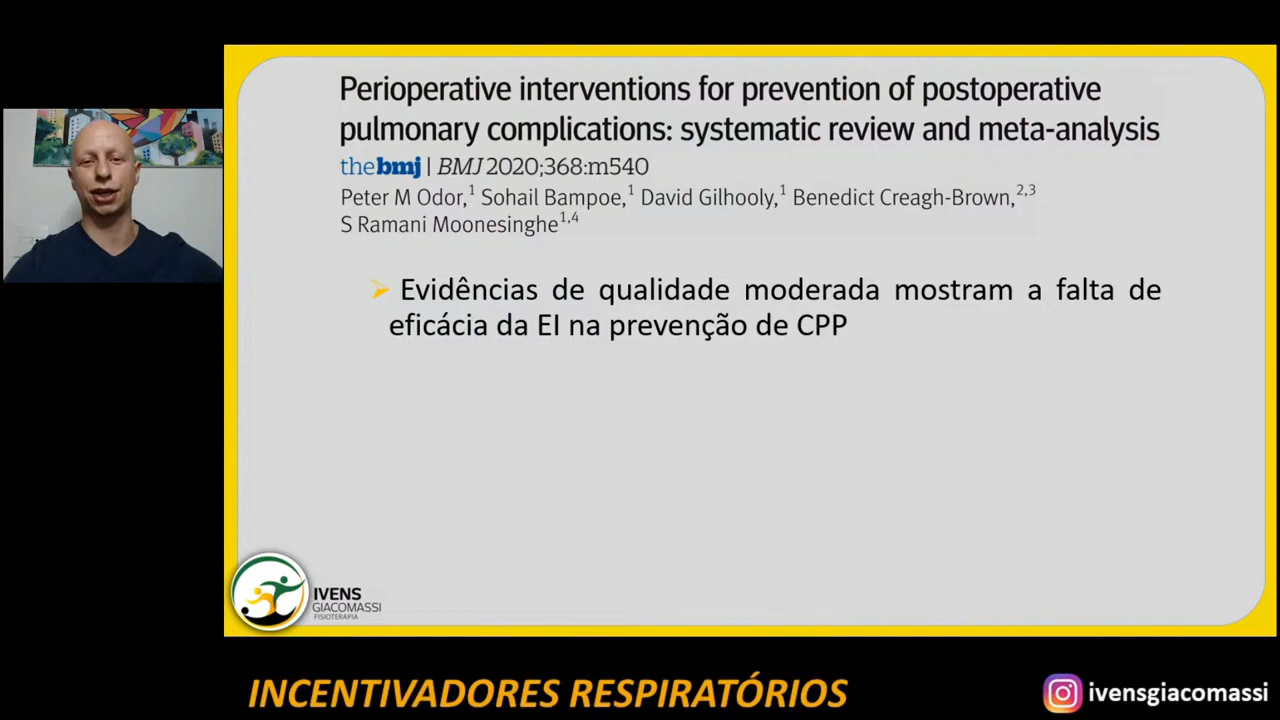 Perioperative interventions for prevention of postoperative
pulmonary complications: systematic review and meta-analysis
thebmj | BMJ 2020;368:m540
Peter M Odor,¹ Sohail Bampoe,¹ David Gilhooly,¹ Benedict Creagh-Brown,²,³
S Ramani Moonesinghe¹,⁴
➢ Evidências de qualidade moderada mostram a falta de
eficácia da EI na prevenção de CPP
IVENS
GIACOMASSI
FISIOTERAPIA
INCENTIVADORES RESPIRATÓRIOS
ivensgiacomassi